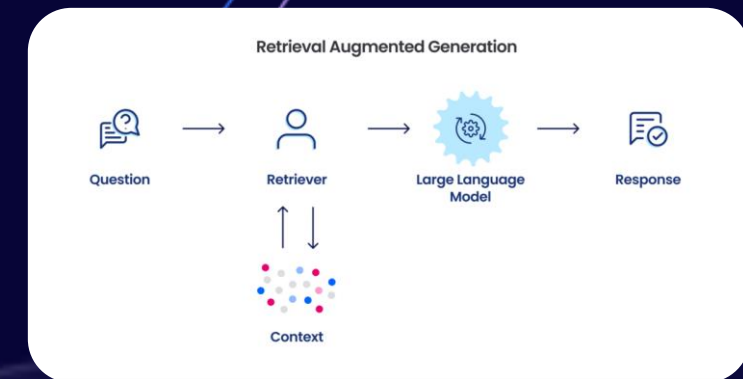 Retrieval Augmented Generation
Question
Retriever
Large Language
Model
Response
Context